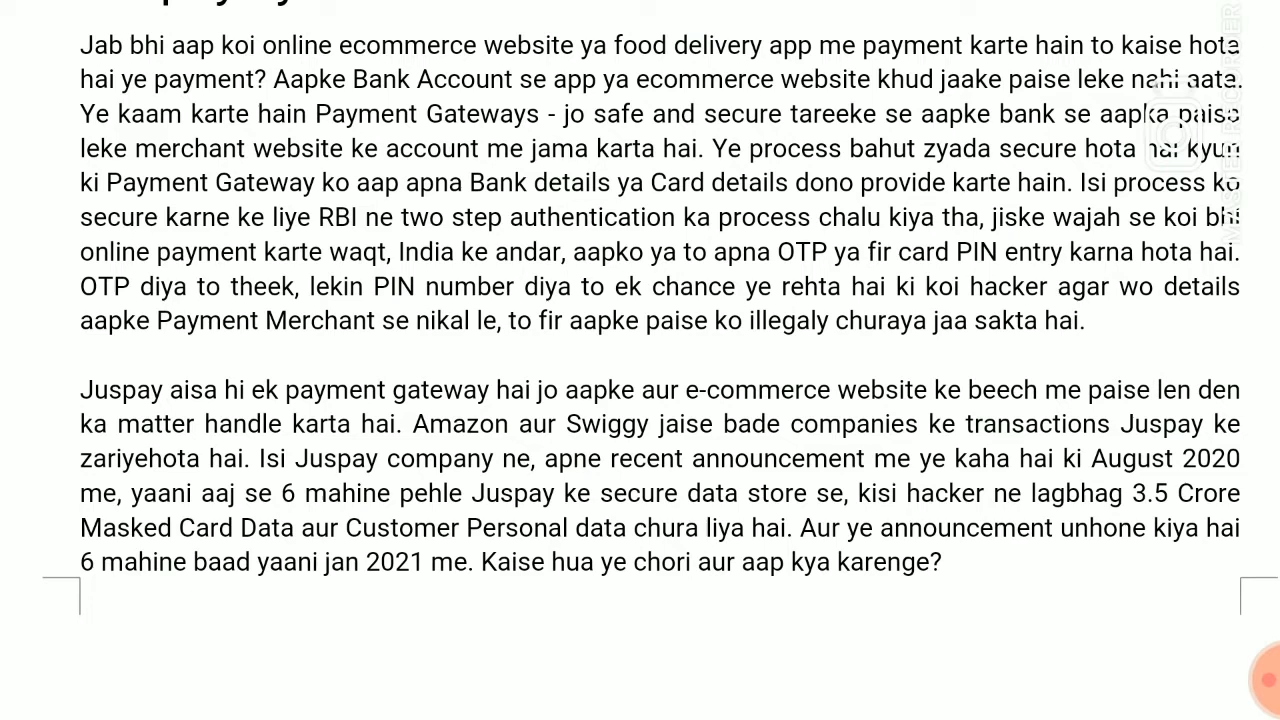 Jab bhi aap koi online ecommerce website ya food delivery app me payment karte hain to kaise hota
hai ye payment? Aapke Bank Account se app ya ecommerce website khud jaake paise leke nahi aata.
Ye kaam karte hain Payment Gateways - jo safe and secure tareeke se aapke bank se aapka paisa
leke merchant website ke account me jama karta hai. Ye process bahut zyada secure hota hai kyun
ki Payment Gateway ko aap apna Bank details ya Card details dono provide karte hain. Isi process ko
secure karne ke liye RBI ne two step authentication ka process chalu kiya tha, jiske wajah se koi bhi
online payment karte waqt, India ke andar, aapko ya to apna OTP ya fir card PIN entry karna hota hai.
OTP diya to theek, lekin PIN number diya to ek chance ye rehta hai ki koi hacker agar wo details
aapke Payment Merchant se nikal le, to fir aapke paise ko illegaly churaya jaa sakta hai.
Juspay aisa hi ek payment gateway hai jo aapke aur e-commerce website ke beech me paise len den
ka matter handle karta hai. Amazon aur Swiggy jaise bade companies ke transactions Juspay ke
zariyehota hai. Isi Juspay company ne, apne recent announcement me ye kaha hai ki August 2020
me, yaani aaj se 6 mahine pehle Juspay ke secure data store se, kisi hacker ne lagbhag 3.5 Crore
Masked Card Data aur Customer Personal data chura liya hai. Aur ye announcement unhone kiya hai
6 mahine baad yaani jan 2021 me. Kaise hua ye chori aur aap kya karenge?